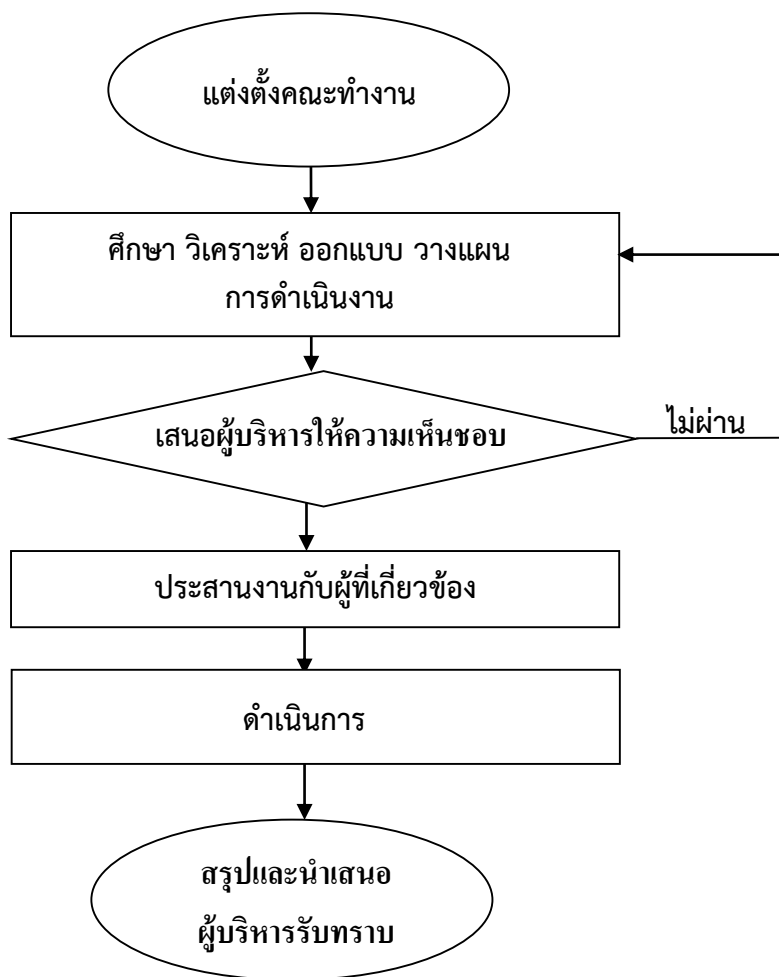 แต่งตั้งคณะทำงาน
ศึกษา วิเคราะห์ ออกแบบ วางแผน
การดำเนินงาน
เสนอผู้บริหารให้ความเห็นชอบ
ไม่ผ่าน
ประสานงานกับผู้ที่เกี่ยวข้อง
ดำเนินการ
สรุปและนำเสนอ
ผู้บริหารรับทราบ